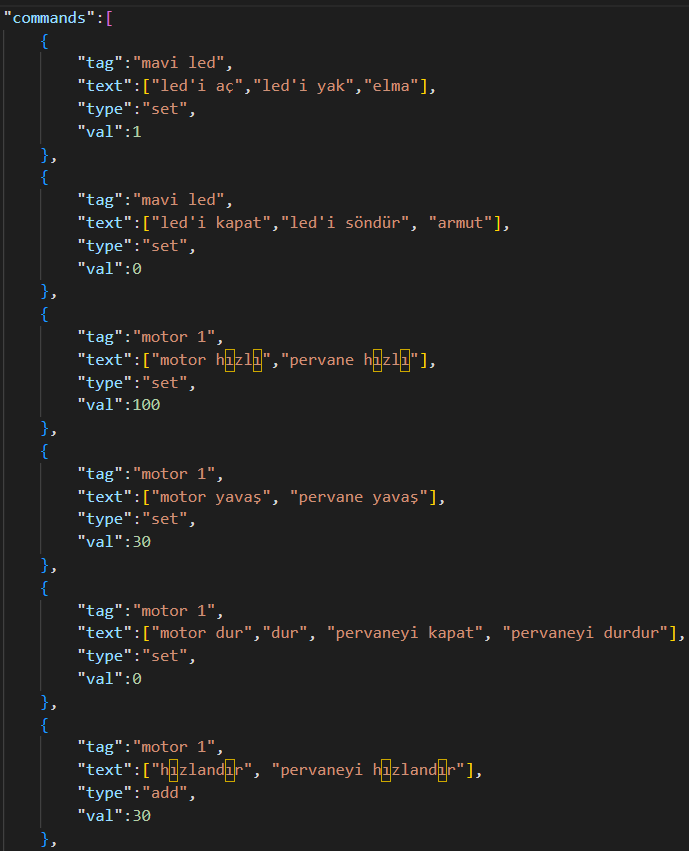 "commands":[
{
"tag":"mavi led",
"text":["led'i aç","led'i yak","elma"],
"type":"set",
"val":1
},
{
"tag":"mavi led",
"text":["led'i kapat","led'i söndür", "armut"],
"type":"set",
"val":0
},
{
"tag":"motor 1",
"text":["motor hızlı","pervane hızlı"],
"type":"set",
"val":100
},
{
"tag":"motor 1",
"text":["motor yavaş", "pervane yavaş"],
"type":"set",
"val":30
},
{
"tag":"motor 1",
"text":["motor dur","dur", "pervaneyi kapat", "pervaneyi durdur"],
"type":"set",
"val":0
},
{
"tag":"motor 1",
"text":["hızlandır", "pervaneyi hızlandır"],
"type":"add",
"val":30
},